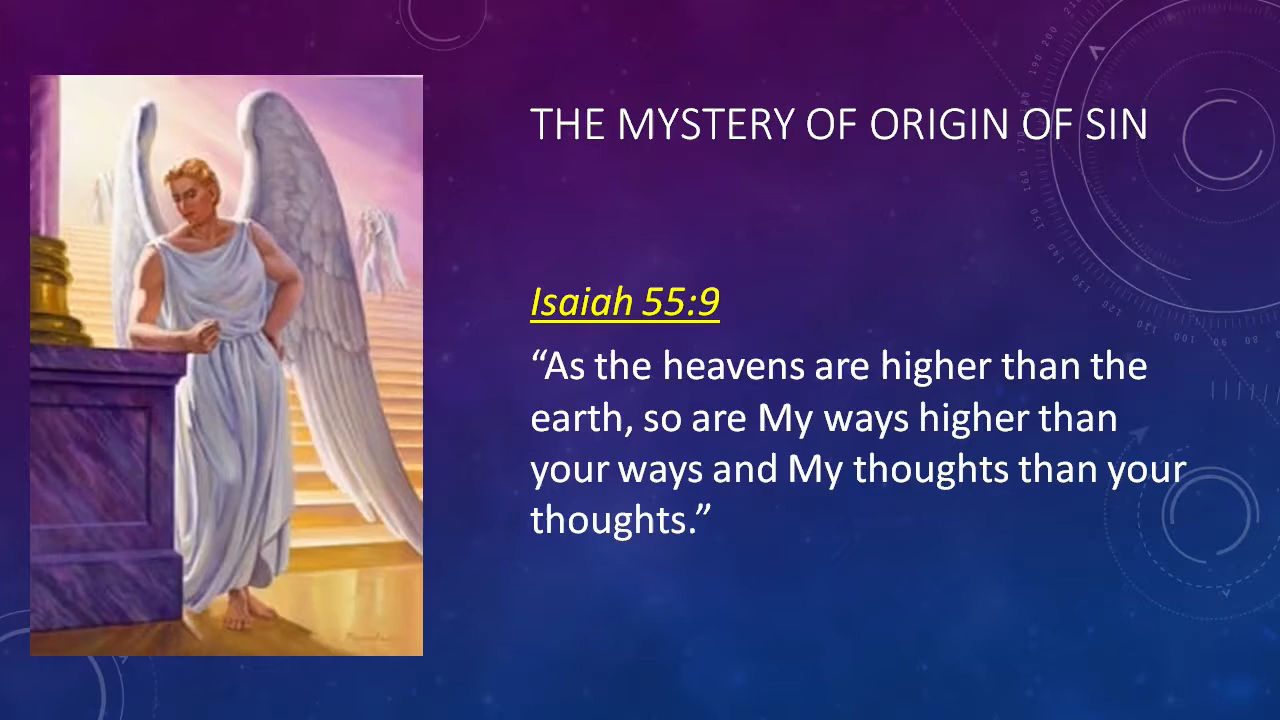 THE MYSTERY OF ORIGIN OF SIN
Isaiah 55:9
“As the heavens are higher than the
earth, so are My ways higher than
your ways and My thoughts than your
thoughts.”